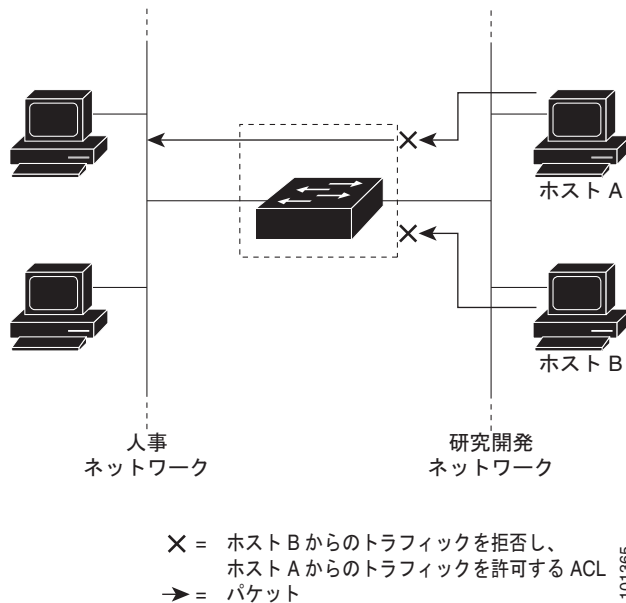 ホスト A
ホスト B
人事
ネットワーク
研究開発
ネットワーク
✕ = ホスト B からのトラフィックを拒否し、
ホスト A からのトラフィックを許可する ACL
➔ = パケット
101365